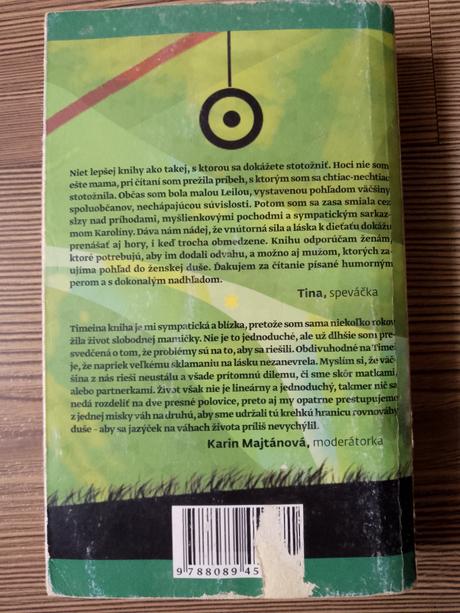 Niet lepšej knihy ako takej, s ktorou sa dokážete stotožniť. Hoci nie som
ešte mama, pri čítaní som prežila príbeh, s ktorým som sa chtiac-nechtiac
stotožnila. Občas som bola malou Leilou, vystavenou pohľadom väčšiny
spoluobčanov, nechápajúcou súvislosti. Potom som sa zasa smiala cez
slzy nad príhodami, myšlienkovými pochodmi a sympatickým sarkaz-
mom Karolíny. Dáva nám nádej, že vnútorná sila a láska k dieťaťu dokážu
prenášať aj hory, i keď trocha obmedzene. Knihu odporúčam ženám,
ktoré potrebujú, aby im dodali odvahu, a možno aj mužom, ktorých za-
ujíma pohľad do ženskej duše. Ďakujem za čítanie písané humorným
perom a s dokonalým nadhľadom.
Tina, speváčka
Timeina kniha je mi sympatická a blízka, pretože som sama niekoľko rokov
žila život slobodnej mamičky. Nie je to jednoduché, ale už dlhšie som pre-
svedčená o tom, že problémy sú na to, aby sa riešili. Obdivuhodné na Time
je, že napriek veľkému sklamaniu na lásku nezanevrela. Myslím si, že väč-
šina z nás rieši neustálu a všade prítomnú dilemu, či sme skôr matkami,
alebo partnerkami. Život však nie je lineárny a jednoduchý, takmer nič sa
nedá rozdeliť na dve presné polovice, preto aj my opatrne prestupujeme
z jednej misky váh na druhú, aby sme udržali tú krehkú hranicu rovnováhy
duše – aby sa jazýček na váhach života príliš nevychýlil.
Karin Majtánová, moderátorka
9 788089 45